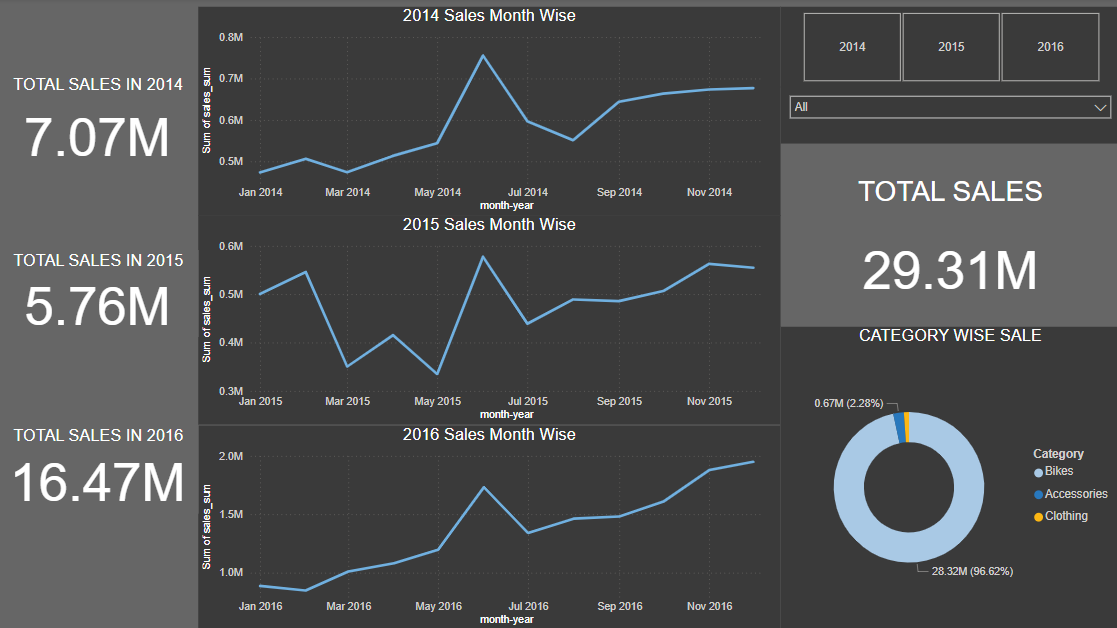 TOTAL SALES IN 2014
7.07M
TOTAL SALES IN 2015
5.76M
TOTAL SALES IN 2016
16.47M
2014 Sales Month Wise
Sum of sales_sum
0.8M
0.7M
0.6M
0.5M
Jan 2014 Mar 2014 May 2014 Jul 2014 Sep 2014 Nov 2014
month-year
2015 Sales Month Wise
Sum of sales_sum
0.6M
0.5M
0.4M
0.3M
Jan 2015 Mar 2015 May 2015 Jul 2015 Sep 2015 Nov 2015
month-year
2016 Sales Month Wise
Sum of sales_sum
2.0M
1.5M
1.0M
Jan 2016 Mar 2016 May 2016 Jul 2016 Sep 2016 Nov 2016
month-year
2014 2015 2016
All
TOTAL SALES
29.31M
CATEGORY WISE SALE
0.67M (2.28%)
28.32M (96.62%)
Category
Bikes
Accessories
Clothing